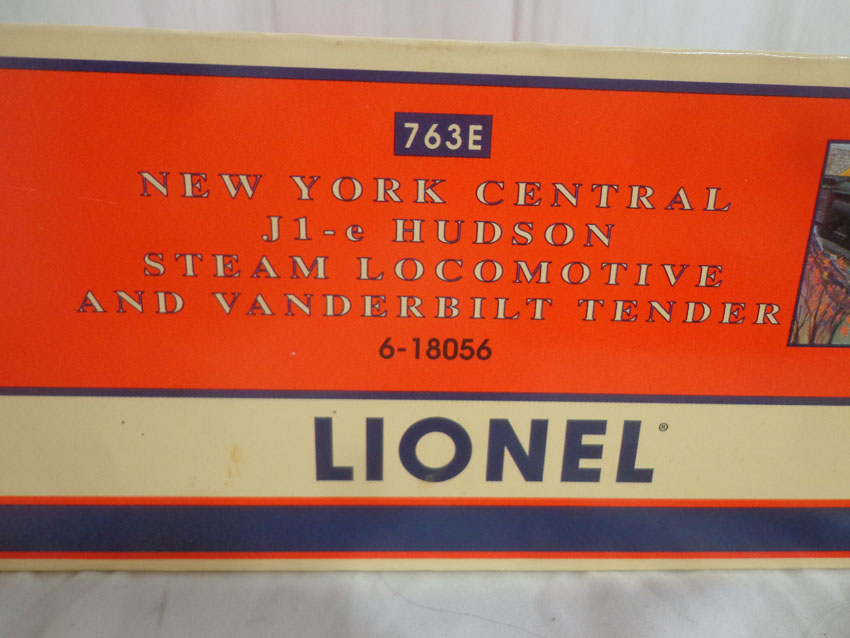 763E
NEW YORK CENTRAL
J1-e HUDSON
STEAM LOCOMOTIVE
AND VANDERBILT TENDER
6-18056
LIONEL®